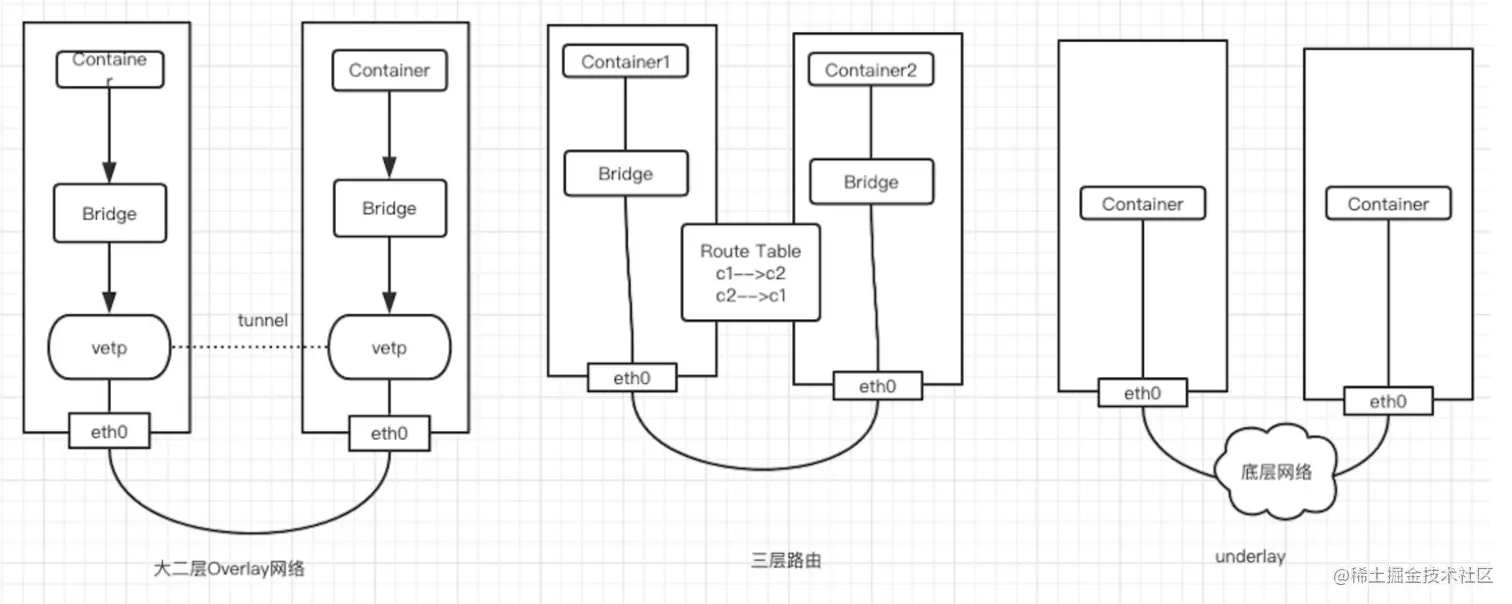 Containe
r
Bridge
vetp
eth0
Container
Bridge
vetp
eth0
tunnel
大二层Overlay网络
Container1
Bridge
eth0
Container2
Bridge
eth0
Route Table
c1-->c2
c2-->c1
三层路由
Container
eth0
Container
eth0
底层网络
underlay
@稀土掘金技术社区